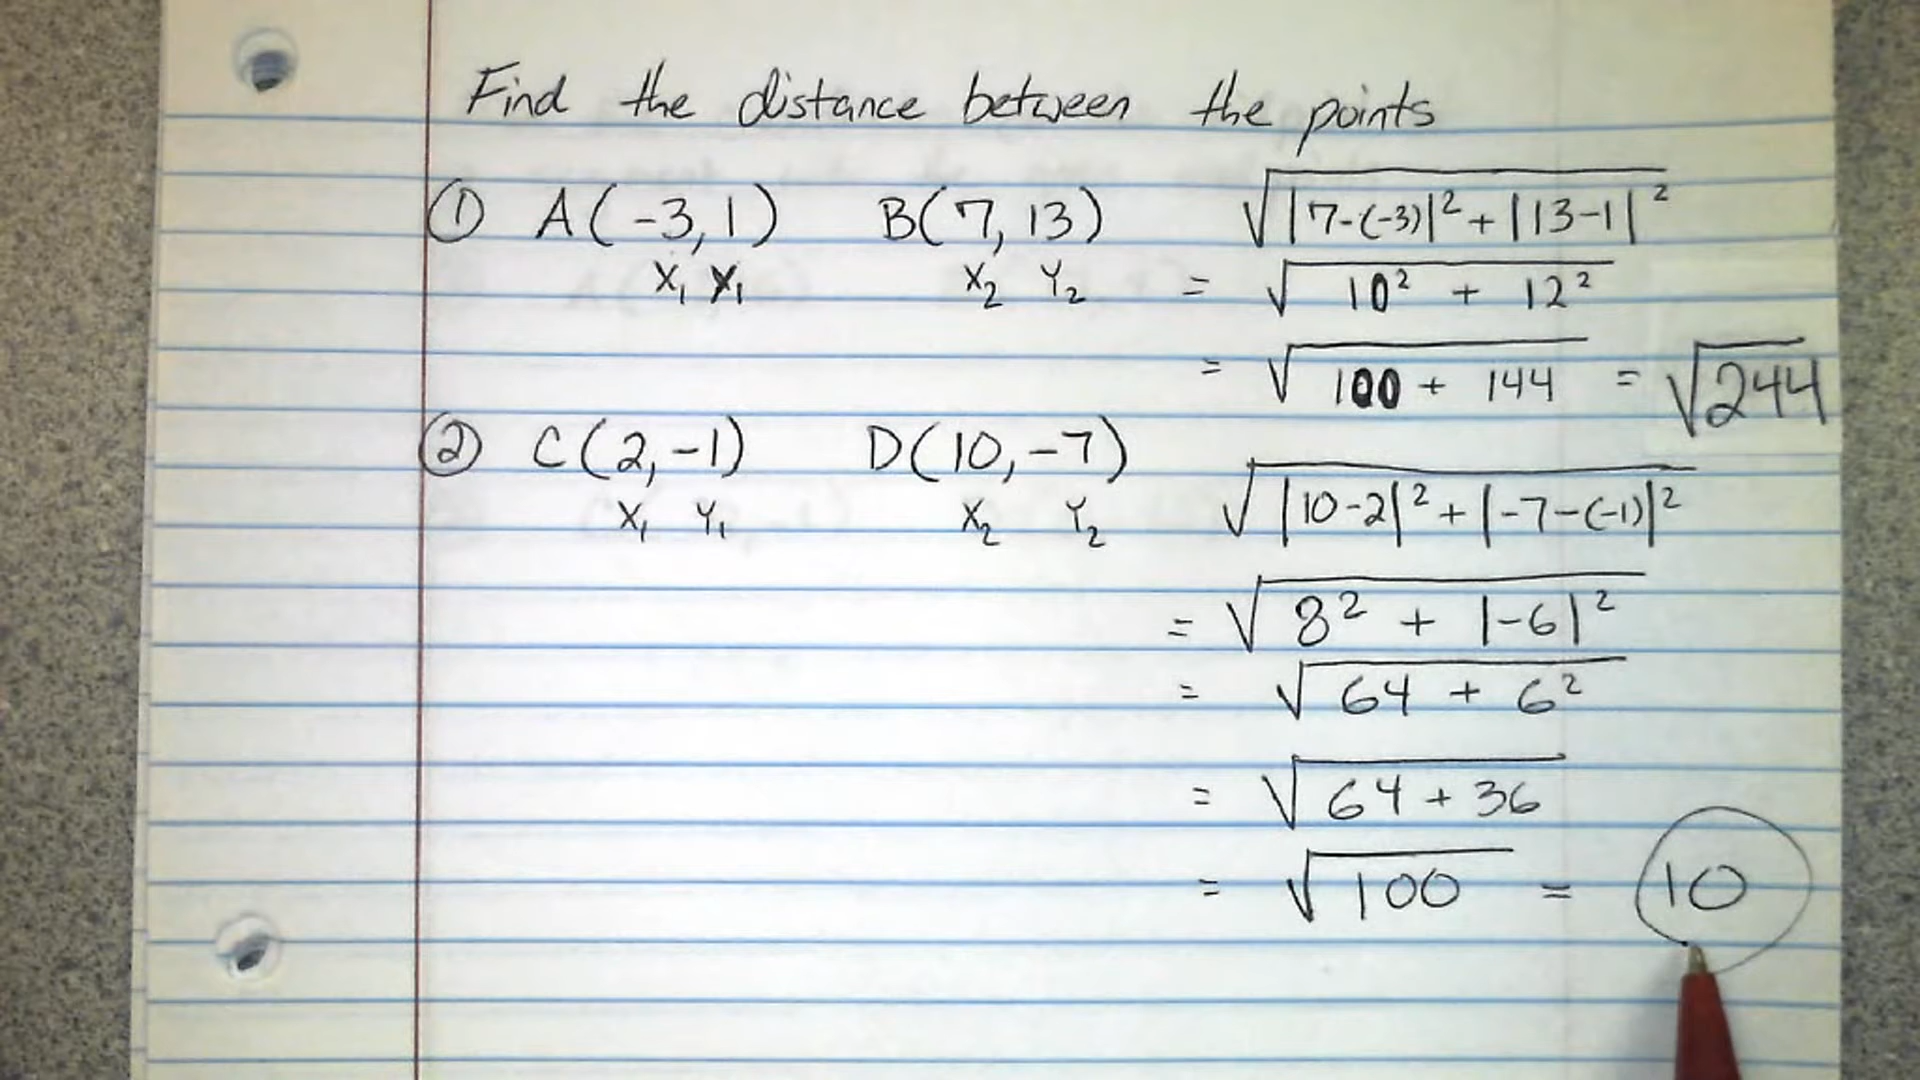 Find the distance between the points
① A(-3,1) B(7,13) √|7-(-3)|² + |13-1|²
X₁ Y₁ X₂ Y₂ = √10² + 12²
= √100 + 144 = √244
② C(2,-1) D(10,-7) √|10-2|² + |-7-(-1)|²
X₁ Y₁ X₂ Y₂
= √8² + |-6|²
= √64 + 6²
= √64 + 36
= √100 = 10